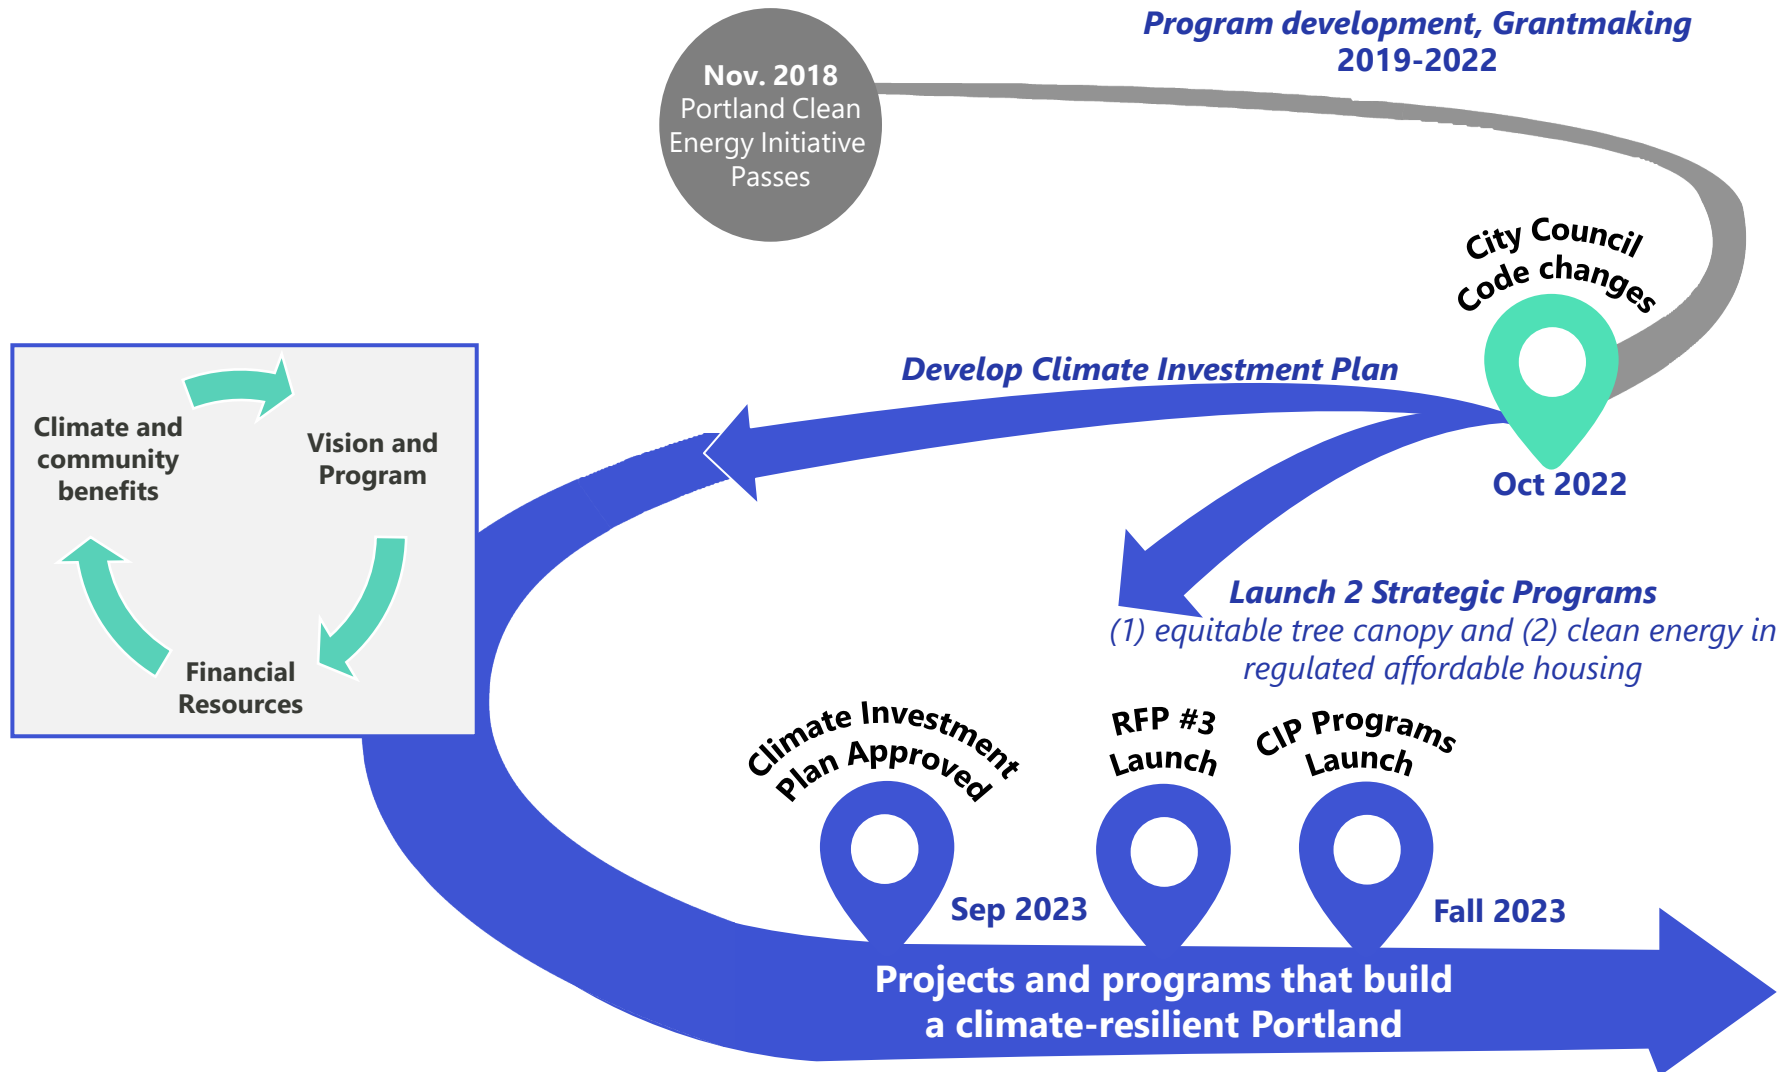 Program development, Grantmaking
2019-2022
Nov. 2018
Portland Clean
Energy Initiative
Passes
City Council
Code changes
Oct 2022
Develop Climate Investment Plan
Climate and
community
benefits
Vision and
Program
Financial
Resources
Launch 2 Strategic Programs
(1) equitable tree canopy and (2) clean energy in
regulated affordable housing
Climate Investment
Plan Approved
Sep 2023
RFP #3
Launch
CIP Programs
Launch
Fall 2023
Projects and programs that build
a climate-resilient Portland